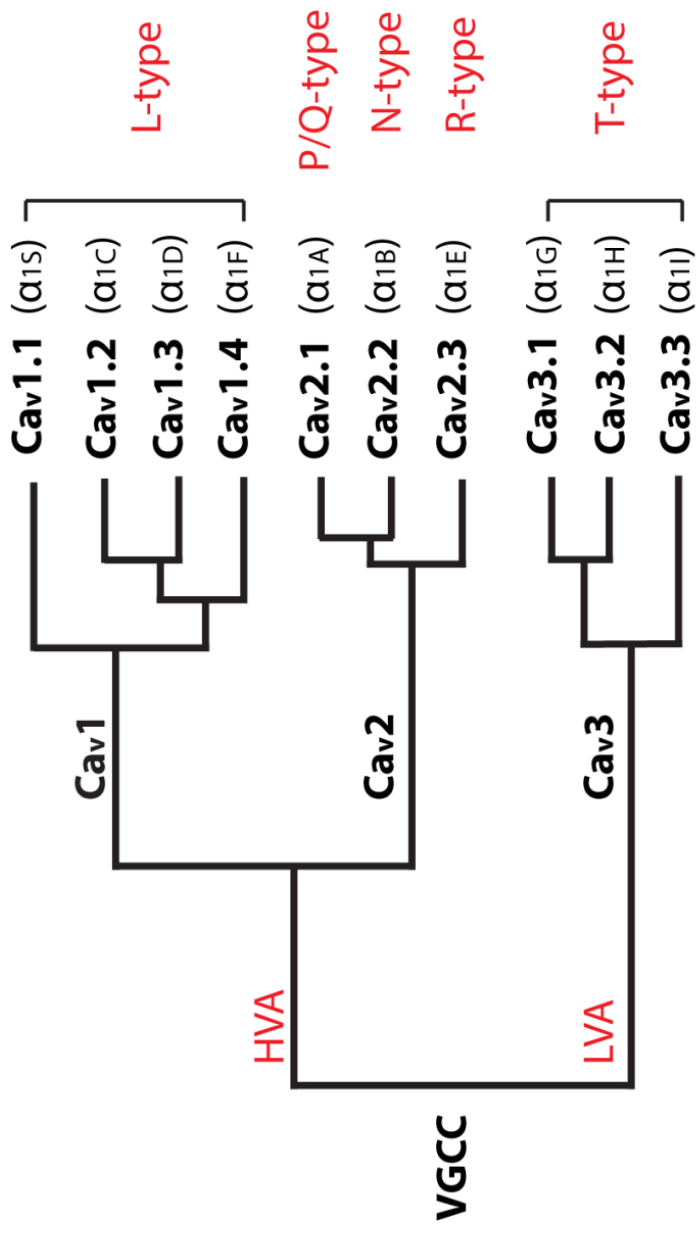 VGCC
HVA
LVA
Cav1
Cav2
Cav3
Cav1.1 (α1S)
Cav1.2 (α1C)
Cav1.3 (α1D)
Cav1.4 (α1F)
L-type
Cav2.1 (α1A) P/Q-type
Cav2.2 (α1B) N-type
Cav2.3 (α1E) R-type
Cav3.1 (α1G)
Cav3.2 (α1H)
Cav3.3 (α1I)
T-type